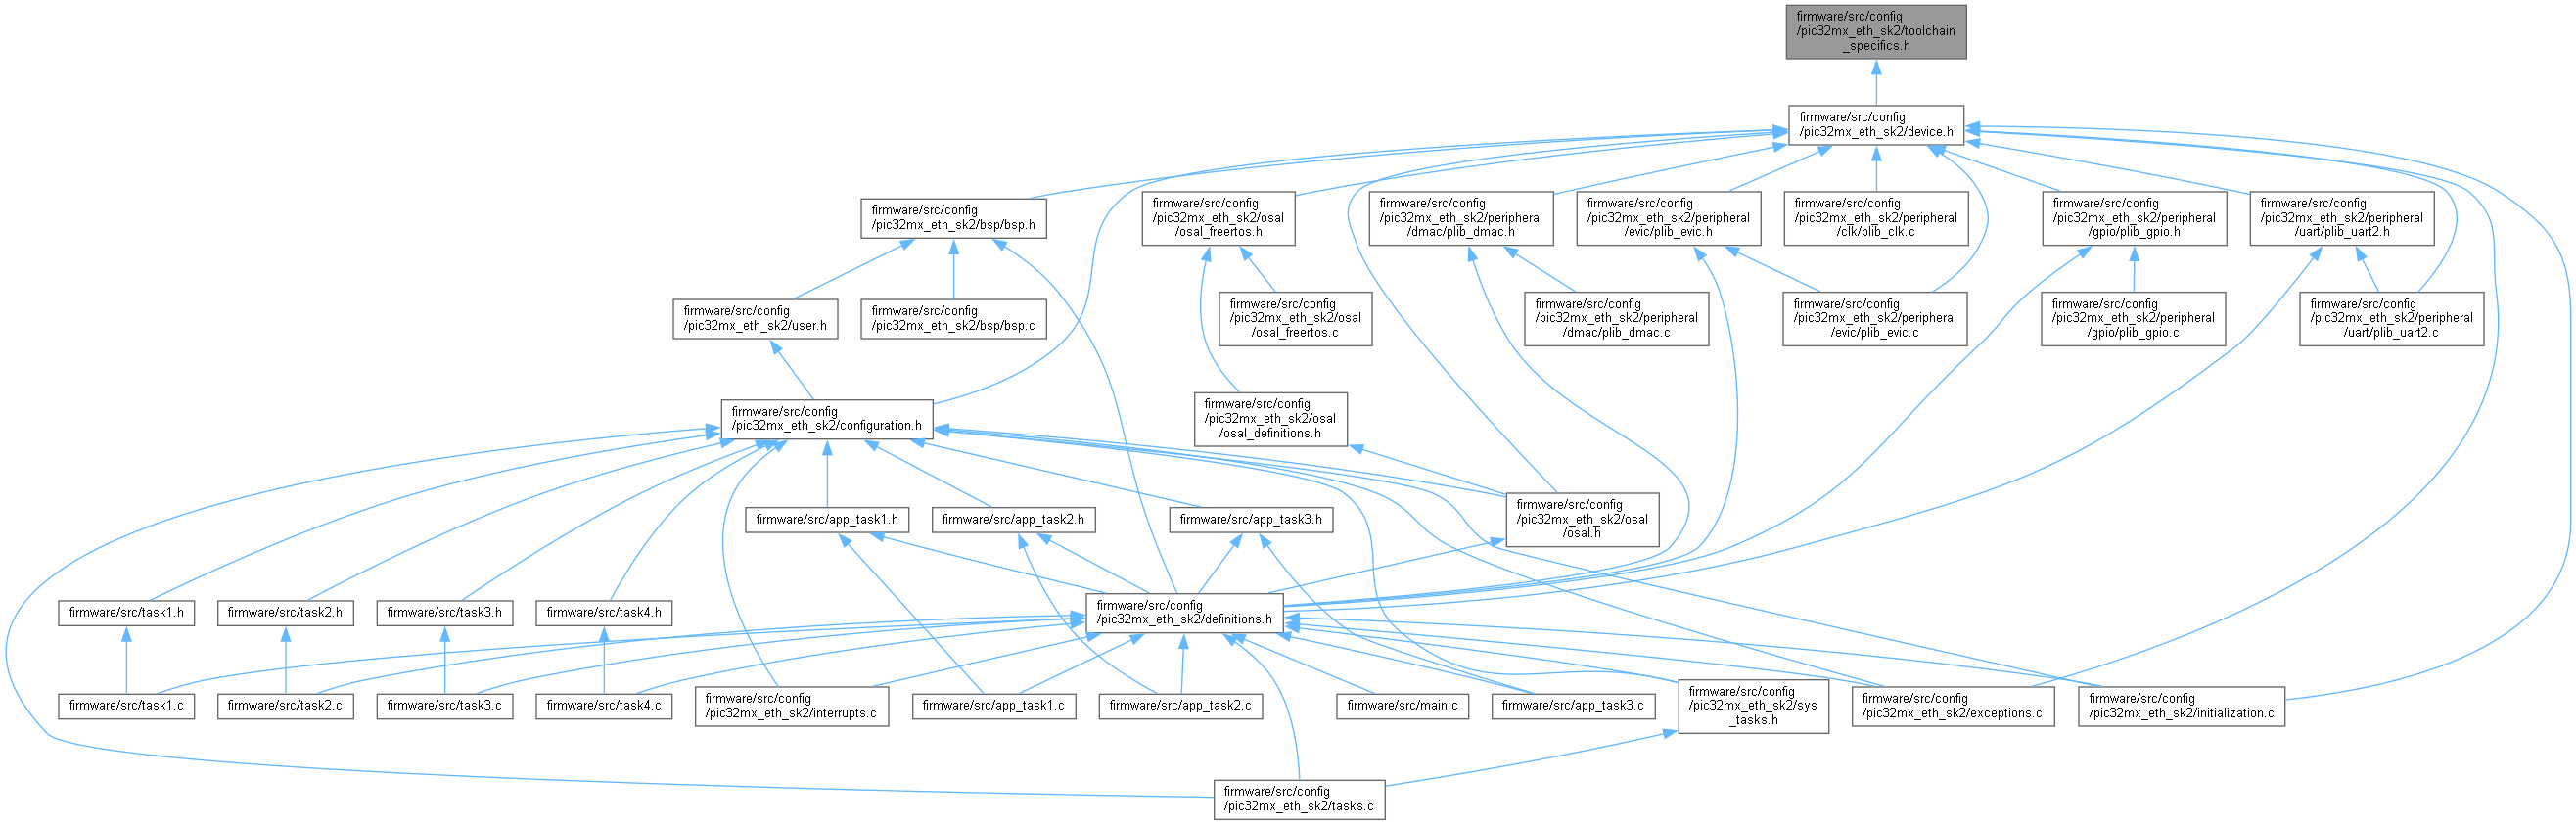 firmware/src/config
/pic32mx_eth_sk2/toolchain
_specifics.h
firmware/src/config
/pic32mx_eth_sk2/device.h
firmware/src/config
/pic32mx_eth_sk2/bsp/bsp.h
firmware/src/config
/pic32mx_eth_sk2/osal
/osal_freertos.h
firmware/src/config
/pic32mx_eth_sk2/peripheral
/dmac/plib_dmac.h
firmware/src/config
/pic32mx_eth_sk2/peripheral
/evic/plib_evic.h
firmware/src/config
/pic32mx_eth_sk2/peripheral
/clk/plib_clk.c
firmware/src/config
/pic32mx_eth_sk2/peripheral
/gpio/plib_gpio.h
firmware/src/config
/pic32mx_eth_sk2/peripheral
/uart/plib_uart2.h
firmware/src/config
/pic32mx_eth_sk2/user.h
firmware/src/config
/pic32mx_eth_sk2/bsp/bsp.c
firmware/src/config
/pic32mx_eth_sk2/osal
/osal_freertos.c
firmware/src/config
/pic32mx_eth_sk2/peripheral
/dmac/plib_dmac.c
firmware/src/config
/pic32mx_eth_sk2/peripheral
/evic/plib_evic.c
firmware/src/config
/pic32mx_eth_sk2/peripheral
/gpio/plib_gpio.c
firmware/src/config
/pic32mx_eth_sk2/peripheral
/uart/plib_uart2.c
firmware/src/config
/pic32mx_eth_sk2/configuration.h
firmware/src/config
/pic32mx_eth_sk2/osal
/osal_definitions.h
firmware/src/app_task1.h
firmware/src/app_task2.h
firmware/src/app_task3.h
firmware/src/config
/pic32mx_eth_sk2/osal
/osal.h
firmware/src/task1.h
firmware/src/task2.h
firmware/src/task3.h
firmware/src/task4.h
firmware/src/config
/pic32mx_eth_sk2/definitions.h
firmware/src/task1.c
firmware/src/task2.c
firmware/src/task3.c
firmware/src/task4.c
firmware/src/config
/pic32mx_eth_sk2/interrupts.c
firmware/src/app_task1.c
firmware/src/app_task2.c
firmware/src/main.c
firmware/src/app_task3.c
firmware/src/config
/pic32mx_eth_sk2/sys
_tasks.h
firmware/src/config
/pic32mx_eth_sk2/exceptions.c
firmware/src/config
/pic32mx_eth_sk2/initialization.c
firmware/src/config
/pic32mx_eth_sk2/tasks.c